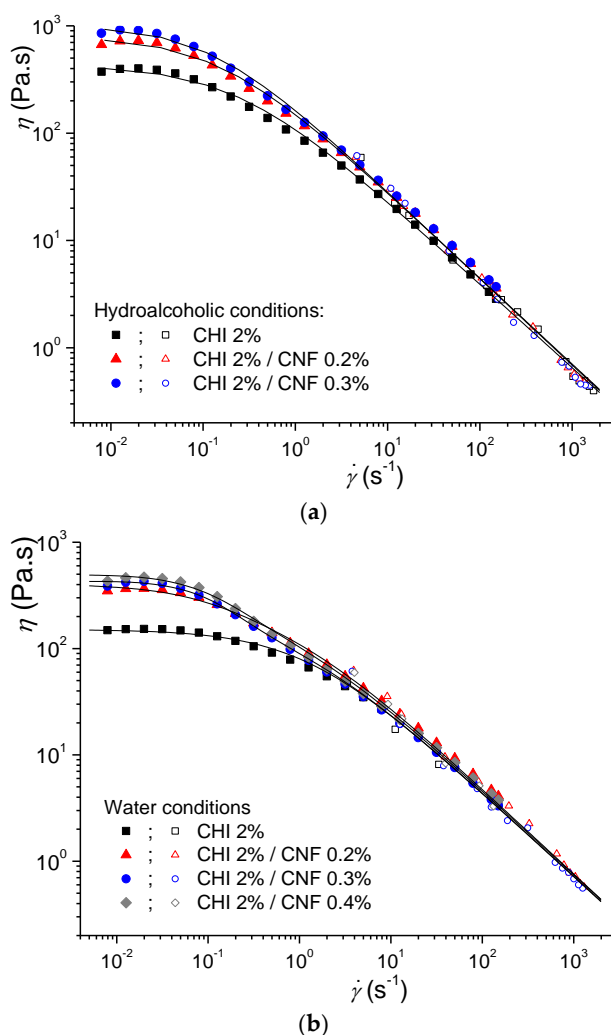 10³
10²
10¹
10⁰
η (Pa.s)
Hydroalcoholic conditions:
■ ; □ CHI 2%
▲ ; △ CHI 2% / CNF 0.2%
● ; ○ CHI 2% / CNF 0.3%
10⁻² 10⁻¹ 10⁰ 10¹ 10² 10³
γ̇ (s⁻¹)
(a)
10³
10²
10¹
10⁰
η (Pa.s)
Water conditions
■ ; □ CHI 2%
▲ ; △ CHI 2% / CNF 0.2%
● ; ○ CHI 2% / CNF 0.3%
◆ ; ◇ CHI 2% / CNF 0.4%
10⁻² 10⁻¹ 10⁰ 10¹ 10² 10³
γ̇ (s⁻¹)
(b)